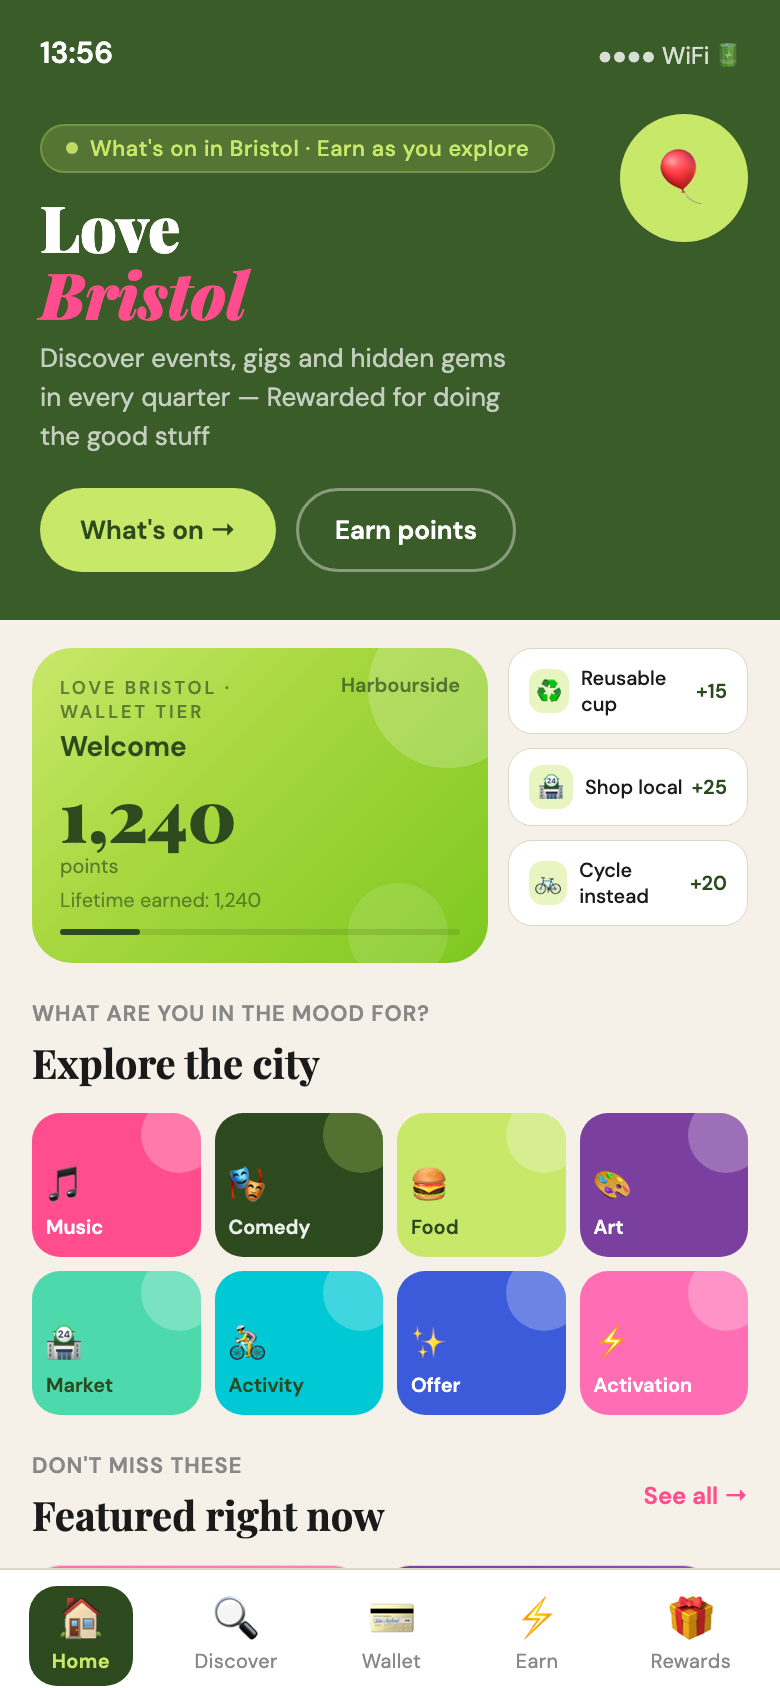 13:56
●●●● WiFi
What's on in Bristol · Earn as you explore
Love
Bristol
Discover events, gigs and hidden gems
in every quarter — Rewarded for doing
the good stuff
What's on →
Earn points
LOVE BRISTOL ·
WALLET TIER
Harbourside
Welcome
1,240
points
Lifetime earned: 1,240
Reusable
cup
+15
Shop local +25
Cycle
instead
+20
WHAT ARE YOU IN THE MOOD FOR?
Explore the city
Music
Comedy
Food
Art
Market
Activity
Offer
Activation
DON'T MISS THESE
Featured right now
See all →
Home
Discover
Wallet
Earn
Rewards